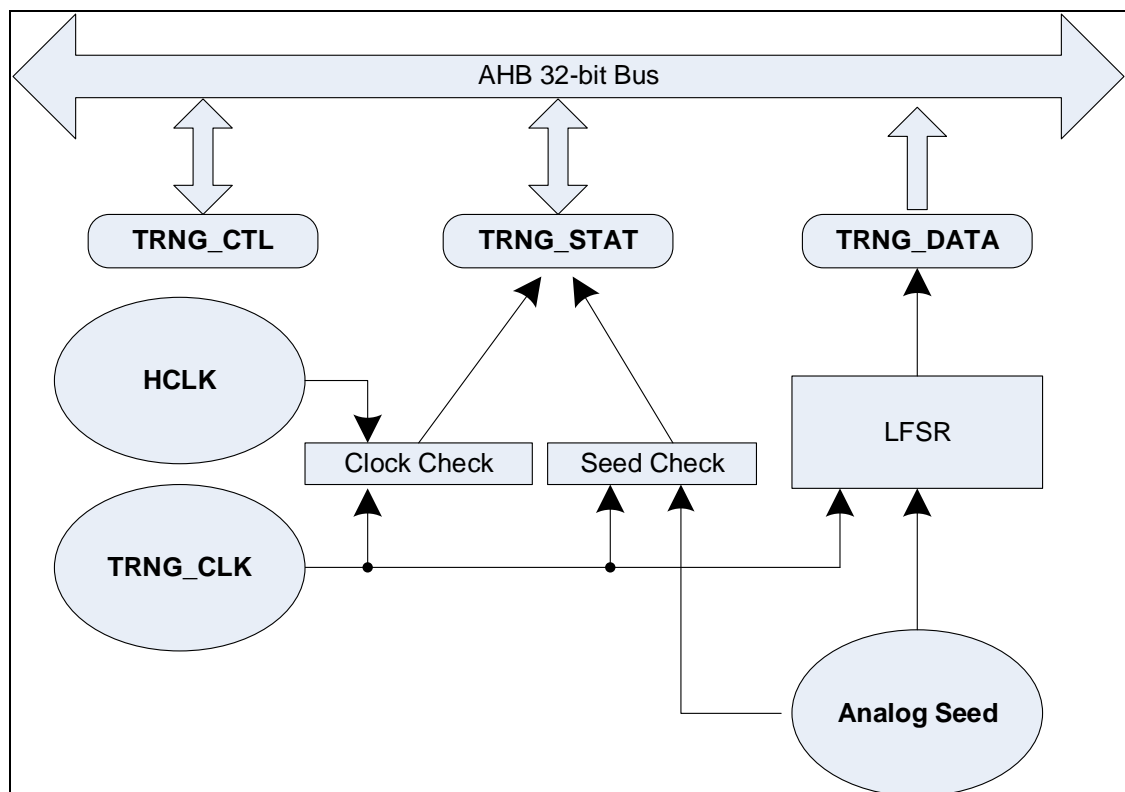 AHB 32-bit Bus
TRNG_CTL
TRNG_STAT
TRNG_DATA
HCLK
LFSR
Clock Check
Seed Check
TRNG_CLK
Analog Seed